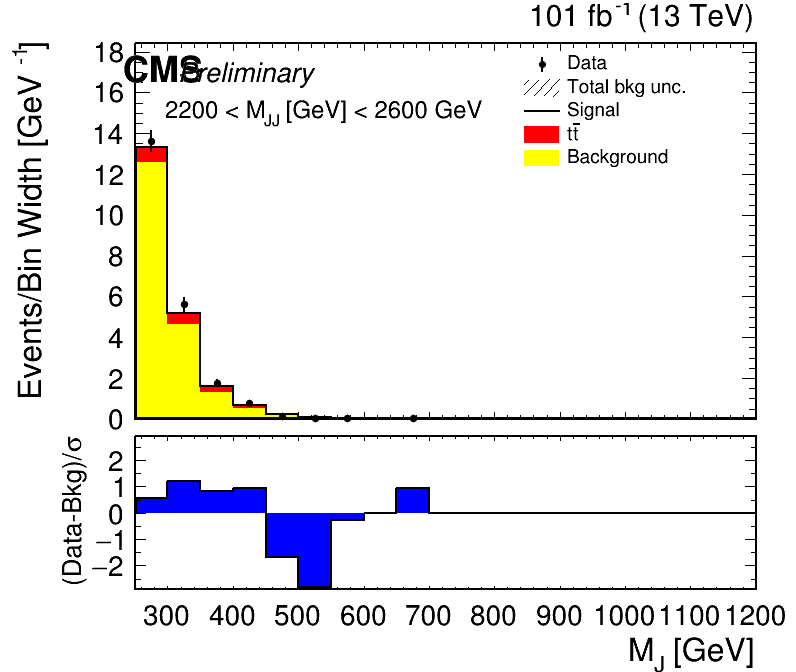 101 fb⁻¹ (13 TeV)
CMS Preliminary
2200 < M_JJ [GeV] < 2600 GeV
Data
Total bkg unc.
Signal
tt̄
Background
Events/Bin Width [GeV⁻¹]
18
16
14
12
10
8
6
4
2
0
(Data-Bkg)/σ
2
1
0
−1
−2
300 400 500 600 700 800 900 1000 1100 1200
M_J [GeV]